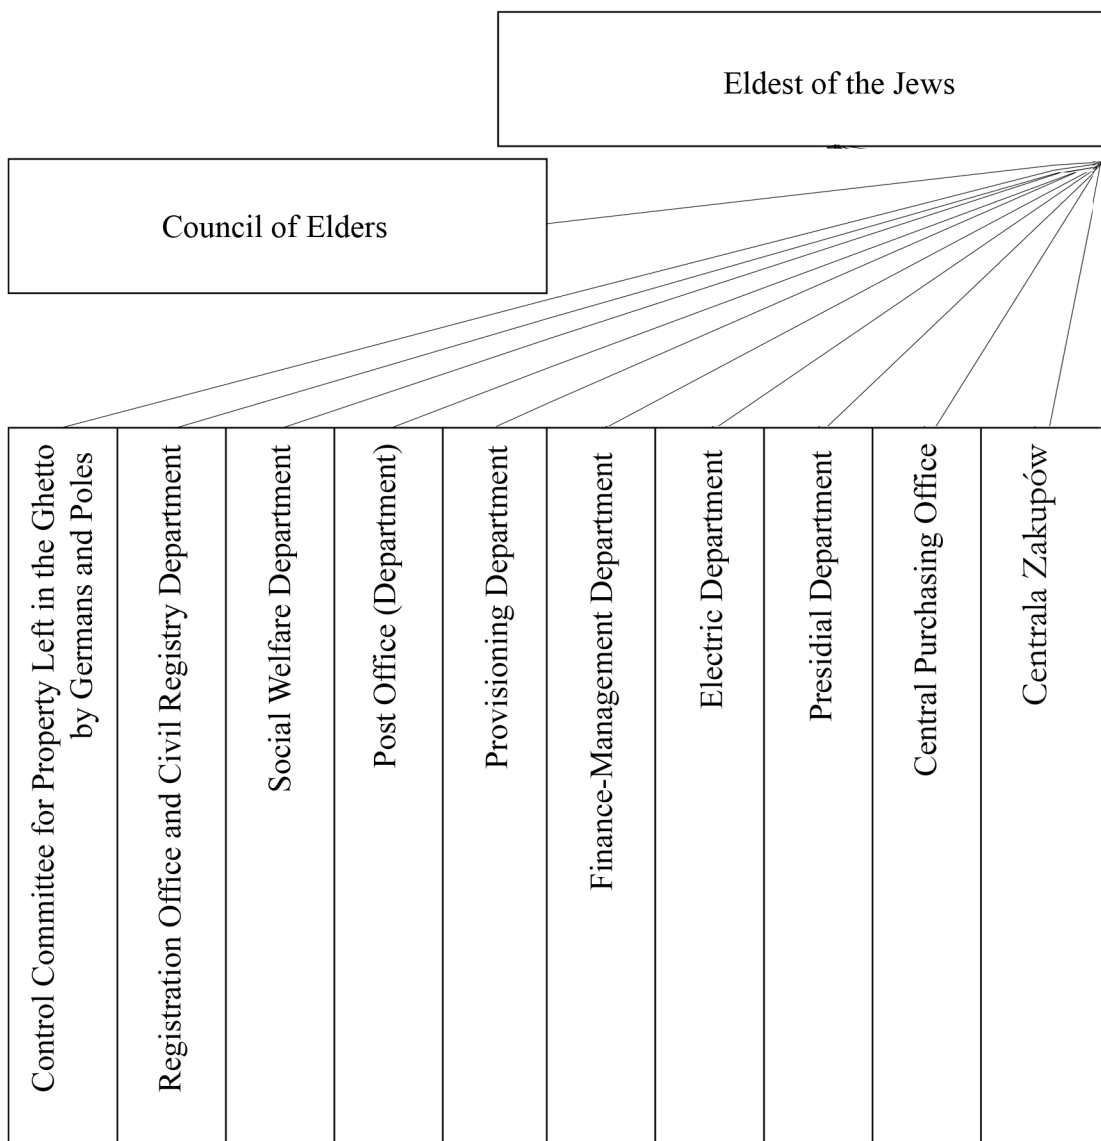 Eldest of the Jews
Council of Elders
Control Committee for Property Left in the Ghetto
by Germans and Poles
Registration Office and Civil Registry Department
Social Welfare Department
Post Office (Department)
Provisioning Department
Finance-Management Department
Electric Department
Presidial Department
Central Purchasing Office
Centrala Zakupów